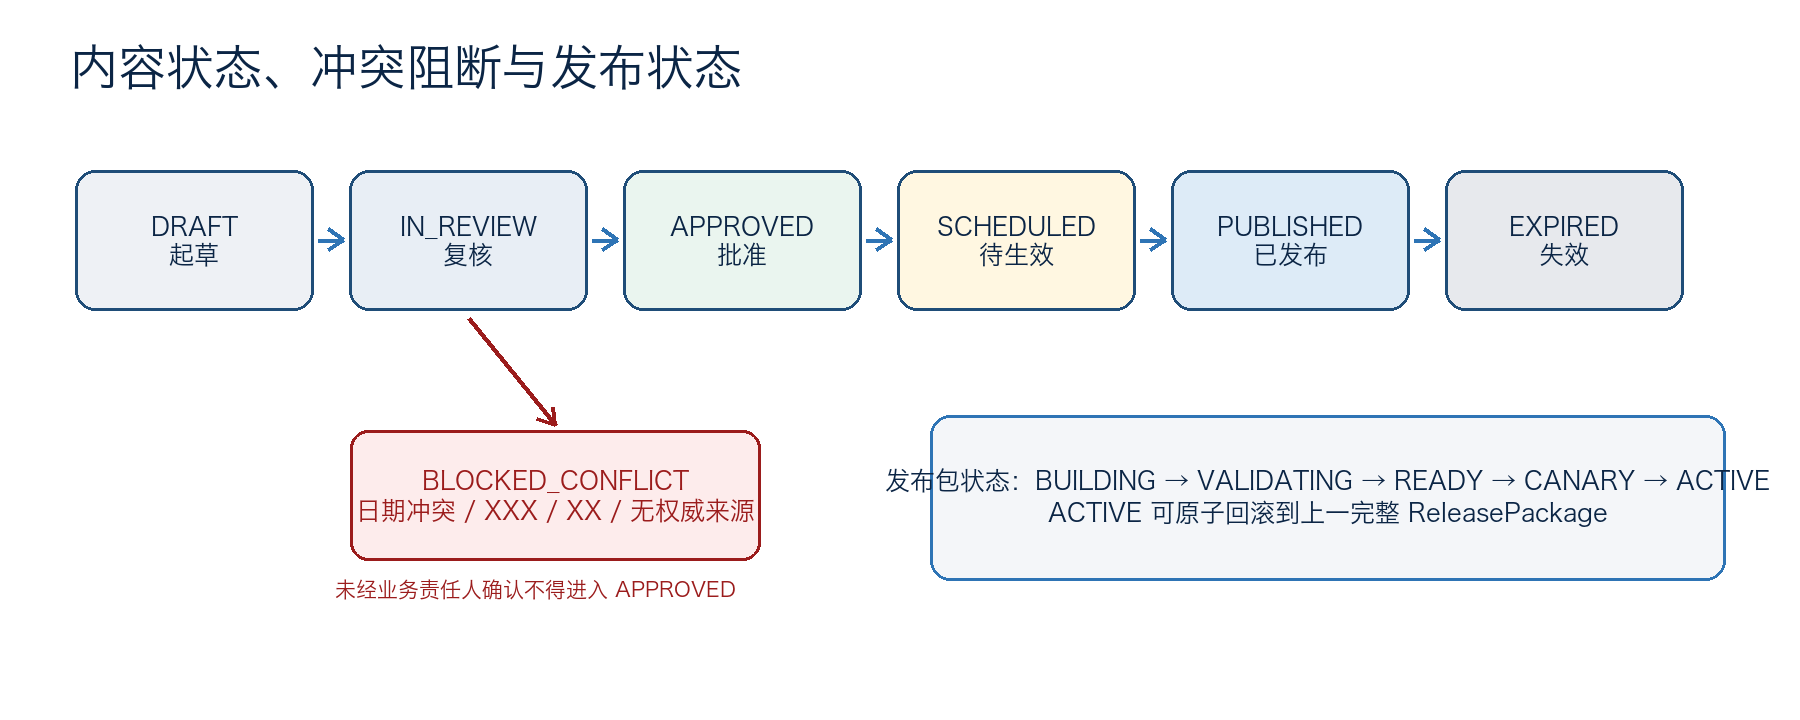 内容状态、冲突阻断与发布状态
DRAFT
起草
IN_REVIEW
复核
APPROVED
批准
SCHEDULED
待生效
PUBLISHED
已发布
EXPIRED
失效
BLOCKED_CONFLICT
日期冲突 / XXX / XX / 无权威来源
未经业务责任人确认不得进入 APPROVED
发布包状态：BUILDING → VALIDATING → READY → CANARY → ACTIVE
ACTIVE 可原子回滚到上一完整 ReleasePackage